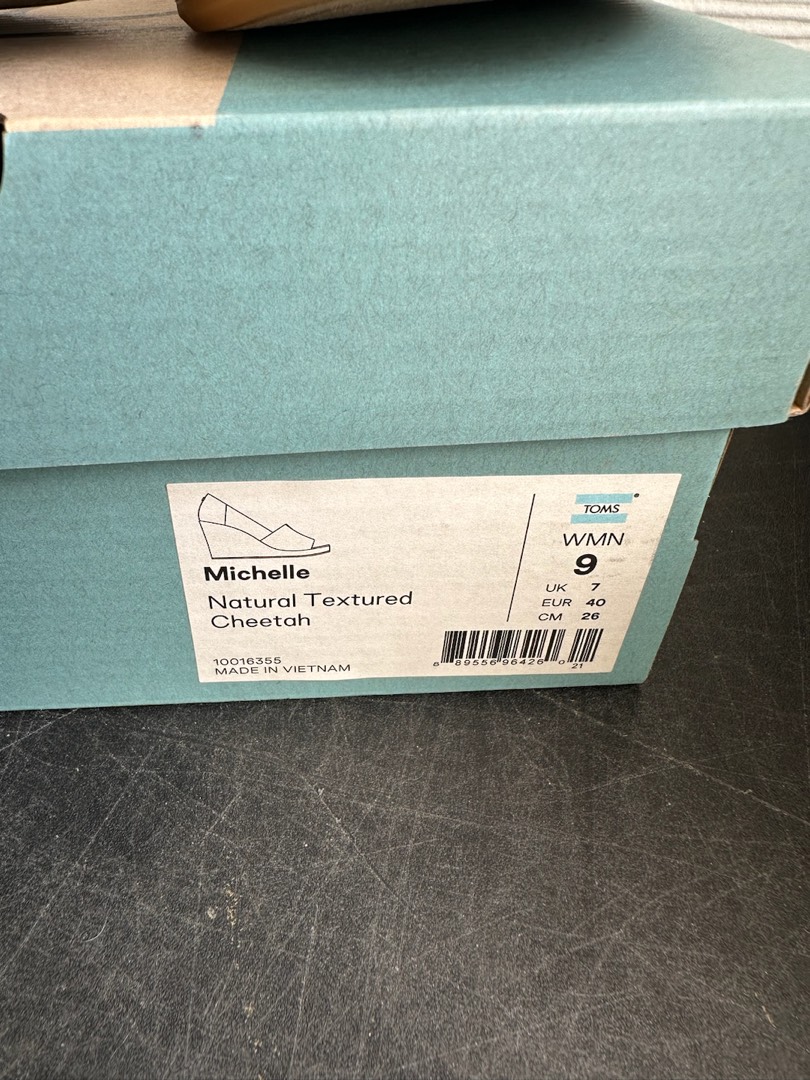 Michelle
Natural Textured
Cheetah
10016355
MADE IN VIETNAM
TOMS
WMN
9
UK 7
EUR 40
CM 26
8 89556 96426 0 21